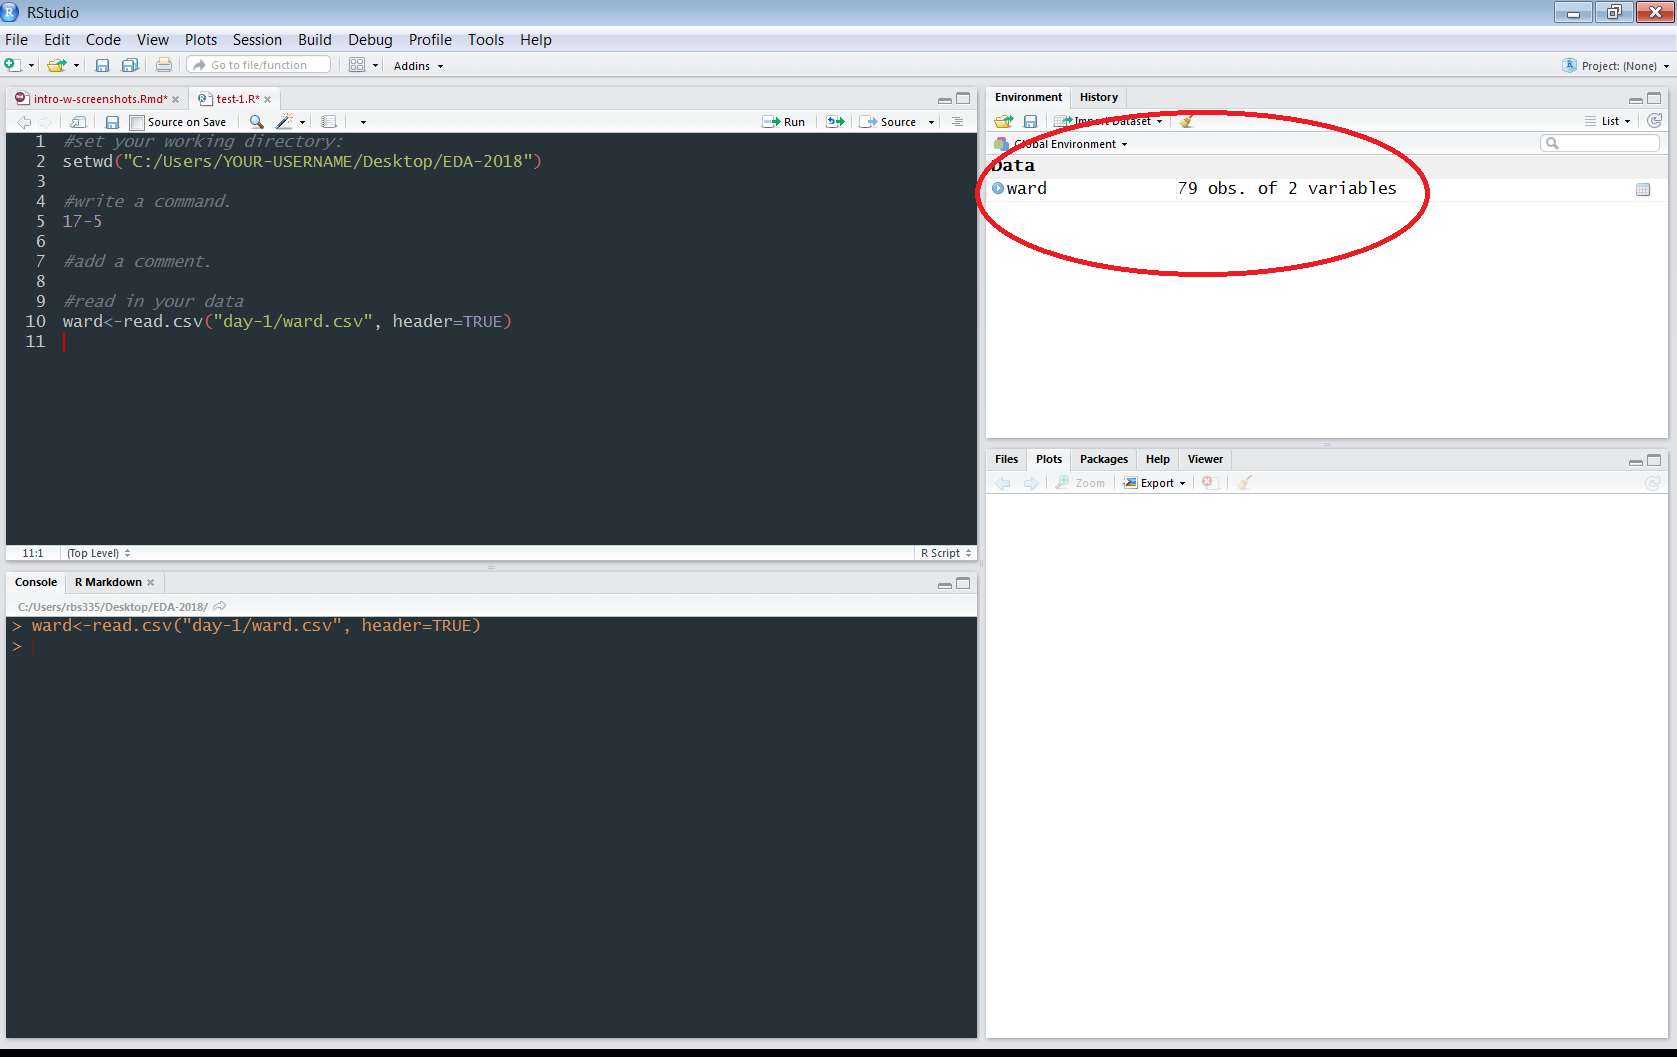 RStudio
File Edit Code View Plots Session Build Debug Profile Tools Help
Go to file/function Addins Project: (None)
intro-w-screenshots.Rmd* test-1.R*
Source on Save Run Source
1 #set your working directory:
2 setwd("C:/Users/YOUR-USERNAME/Desktop/EDA-2018")
3
4 #write a command.
5 17-5
6
7 #add a comment.
8
9 #read in your data
10 ward<-read.csv("day-1/ward.csv", header=TRUE)
11
11:1 (Top Level) R Script
Console R Markdown
C:/Users/rbs335/Desktop/EDA-2018/
> ward<-read.csv("day-1/ward.csv", header=TRUE)
>
Environment History
Import Dataset List
Global Environment
Data
ward 79 obs. of 2 variables
Files Plots Packages Help Viewer
Zoom Export